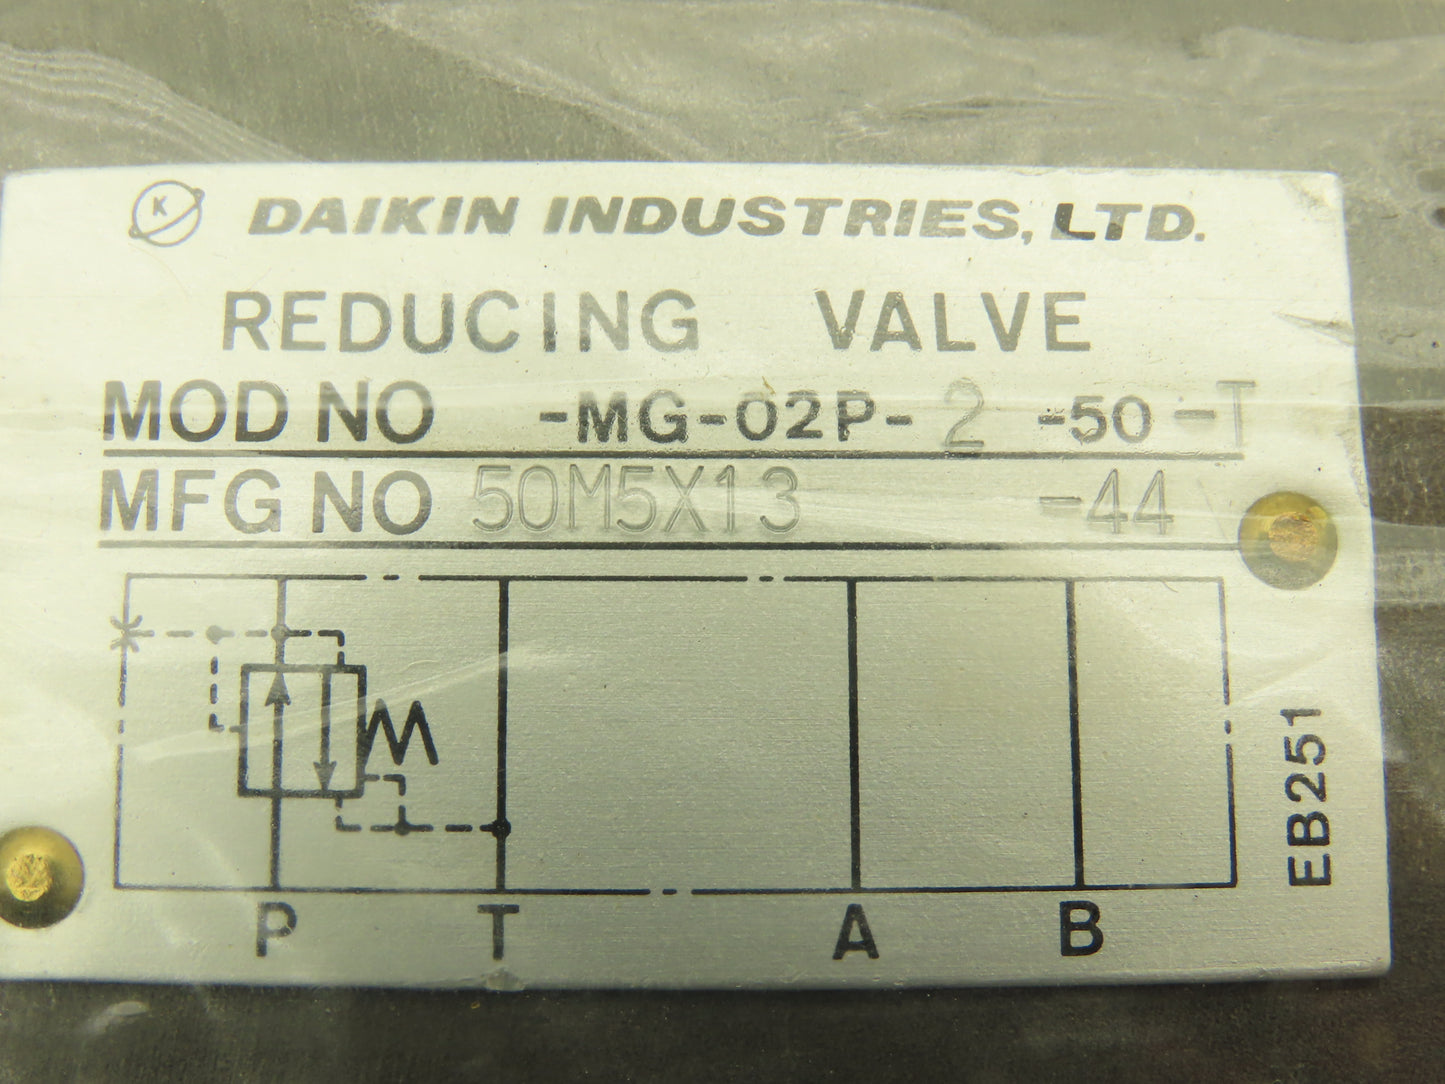 K DAIKIN INDUSTRIES, LTD.
REDUCING VALVE
MOD NO -MG-02P-2-50-T
MFG NO 50M5X13 -44
EB251
P T A B